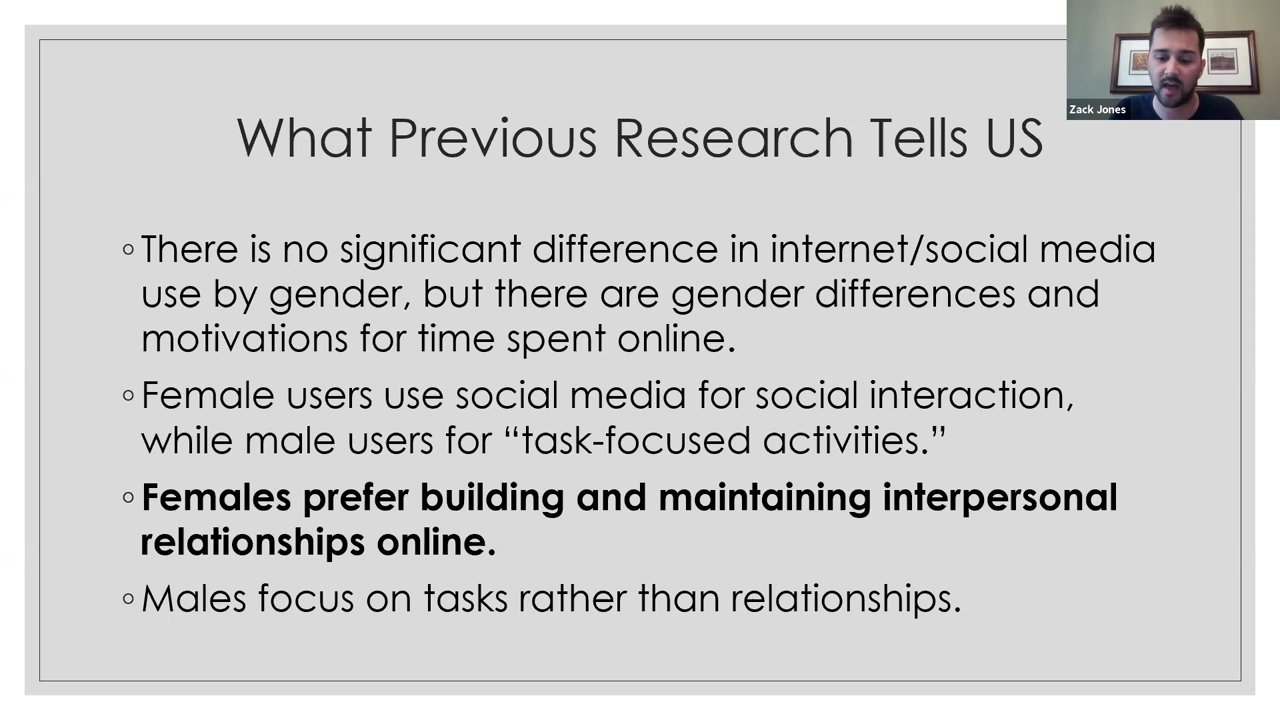 Zack Jones
What Previous Research Tells US
◦There is no significant difference in internet/social media
use by gender, but there are gender differences and
motivations for time spent online.
◦Female users use social media for social interaction,
while male users for “task-focused activities.”
◦Females prefer building and maintaining interpersonal
relationships online.
◦Males focus on tasks rather than relationships.